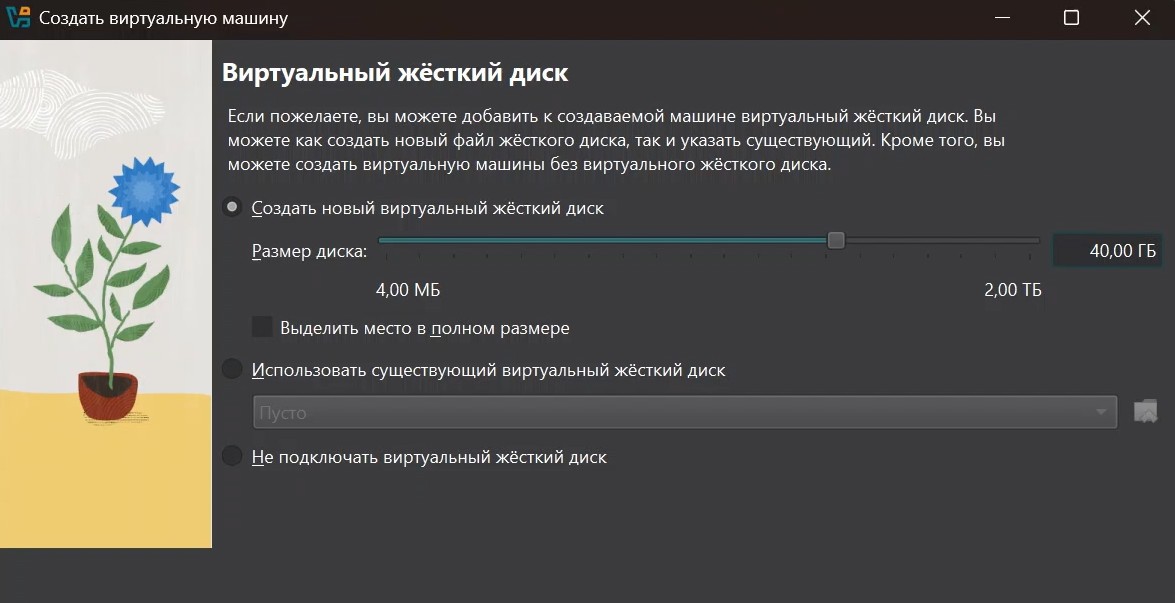 Создать виртуальную машину
Виртуальный жёсткий диск
Если пожелаете, вы можете добавить к создаваемой машине виртуальный жёсткий диск. Вы
можете как создать новый файл жёсткого диска, так и указать существующий. Кроме того, вы
можете создать виртуальную машины без виртуального жёсткого диска.
Создать новый виртуальный жёсткий диск
Размер диска:
40,00 ГБ
4,00 МБ
2,00 ТБ
Выделить место в полном размере
Использовать существующий виртуальный жёсткий диск
Пусто
Не подключать виртуальный жёсткий диск